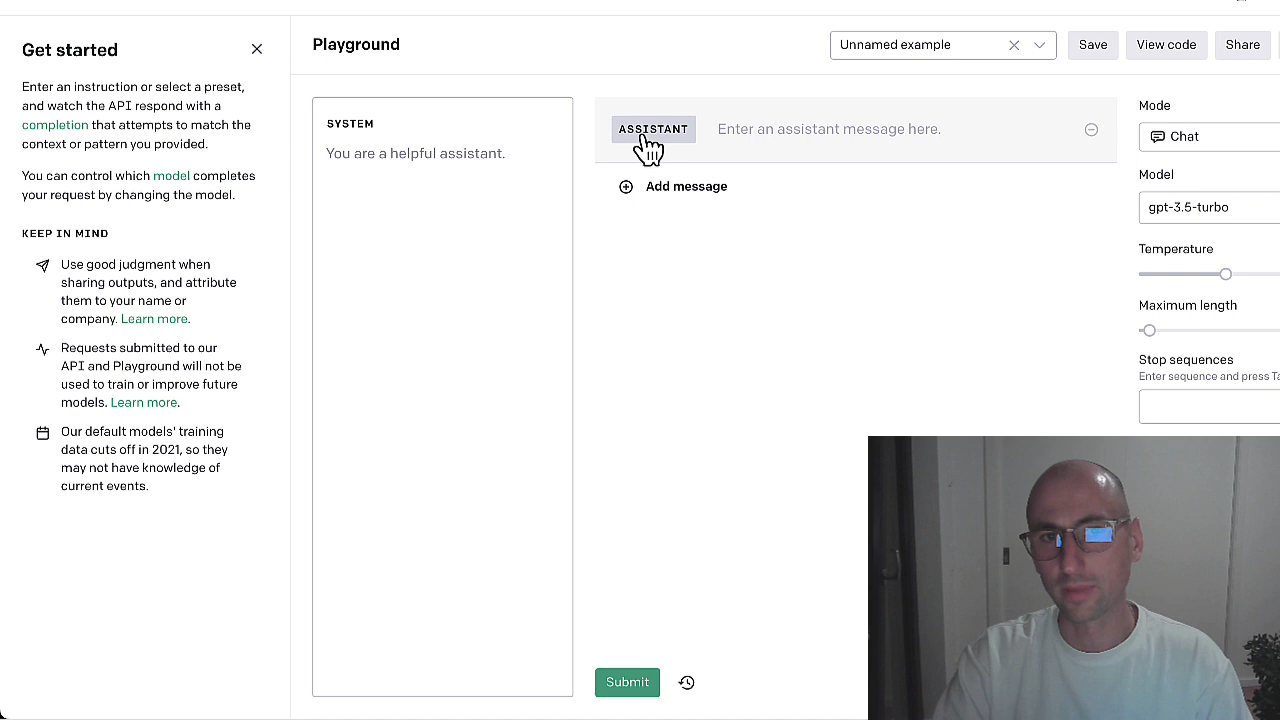 Get started
Enter an instruction or select a preset,
and watch the API respond with a
completion that attempts to match the
context or pattern you provided.
You can control which model completes
your request by changing the model.
KEEP IN MIND
Use good judgment when
sharing outputs, and attribute
them to your name or
company. Learn more.
Requests submitted to our
API and Playground will not be
used to train or improve future
models. Learn more.
Our default models' training
data cuts off in 2021, so they
may not have knowledge of
current events.
Playground
Unnamed example
Save
View code
Share
SYSTEM
You are a helpful assistant.
ASSISTANT
Enter an assistant message here.
Add message
Submit
Mode
Chat
Model
gpt-3.5-turbo
Temperature
Maximum length
Stop sequences
Enter sequence and press